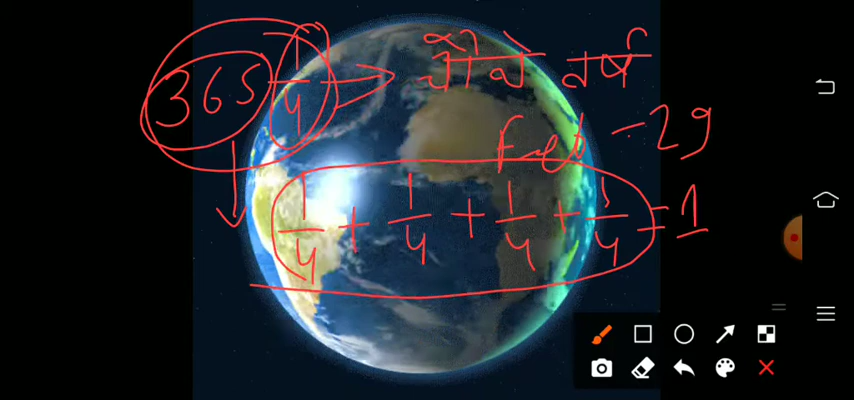 365 1/4 → लीप वर्ष
Feb - 29
1/4 + 1/4 + 1/4 + 1/4 = 1